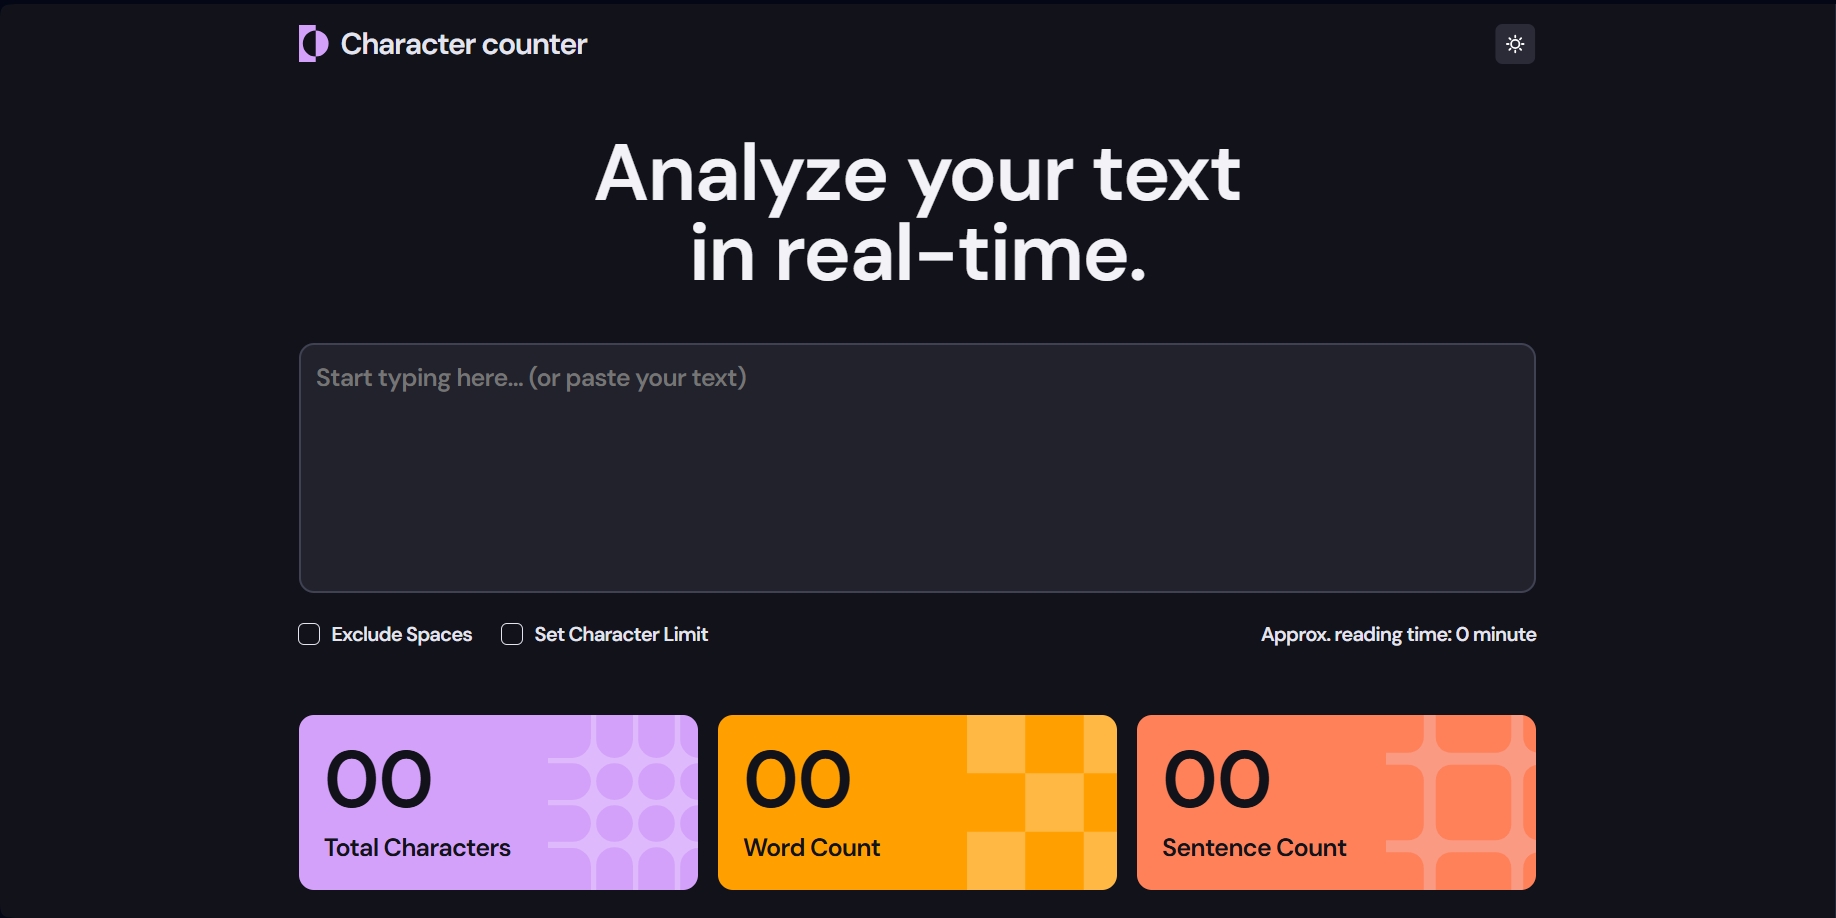 Character counter
Analyze your text
in real-time.
Start typing here... (or paste your text)
Exclude Spaces
Set Character Limit
Approx. reading time: 0 minute
00
Total Characters
00
Word Count
00
Sentence Count